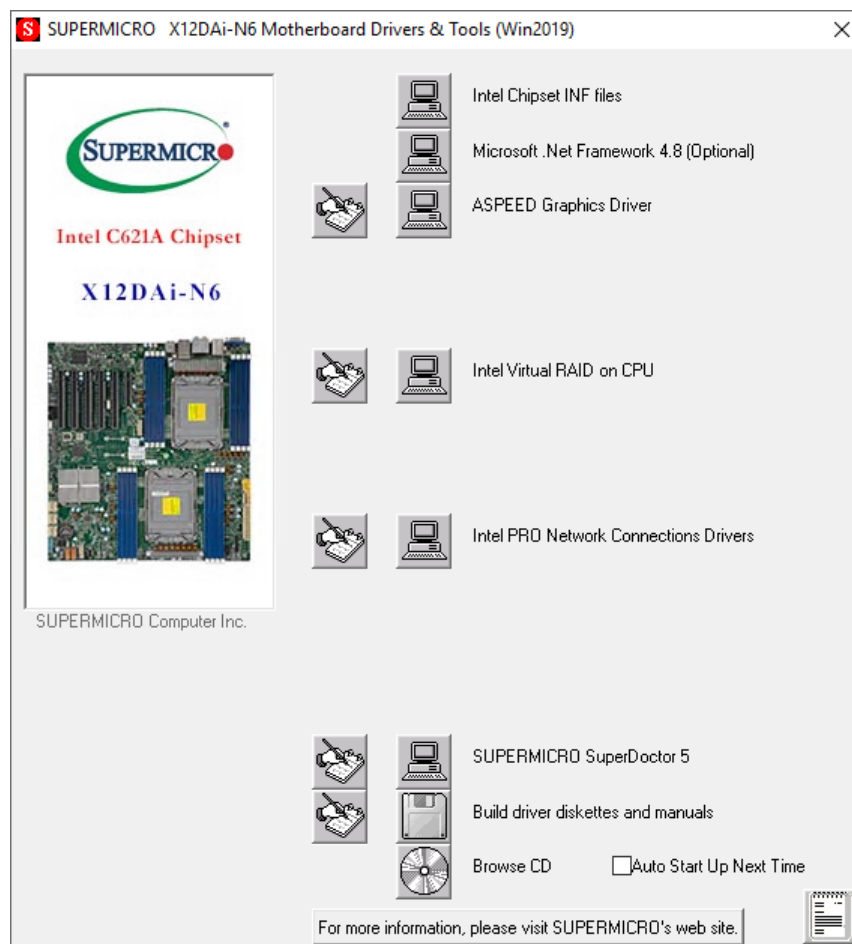 SUPERMICRO X12DAi-N6 Motherboard Drivers & Tools (Win2019)
SUPERMICRO
Intel C621A Chipset
X12DAi-N6
SUPERMICRO Computer Inc.
Intel Chipset INF files
Microsoft .Net Framework 4.8 (Optional)
ASPEED Graphics Driver
Intel Virtual RAID on CPU
Intel PRO Network Connections Drivers
SUPERMICRO SuperDoctor 5
Build driver diskettes and manuals
Browse CD
Auto Start Up Next Time
For more information, please visit SUPERMICRO's web site.